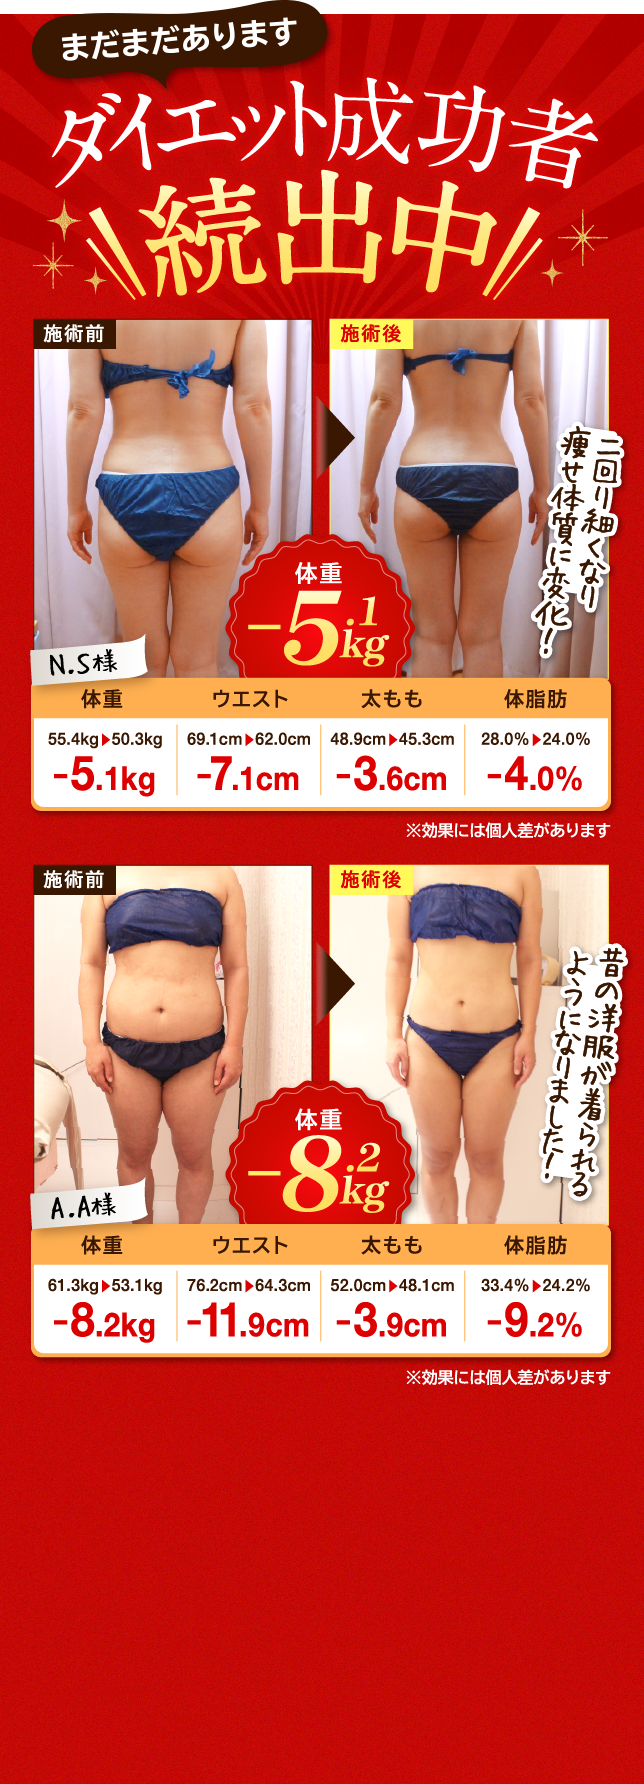 まだまだあります
ダイエット成功者
続出中
施術前
施術後
二回り細くなり
痩せ体質に変化!
体重
-5.1kg
N.S様
体重 ウエスト 太もも 体脂肪
55.4kg▶50.3kg 69.1cm▶62.0cm 48.9cm▶45.3cm 28.0%▶24.0%
-5.1kg -7.1cm -3.6cm -4.0%
※効果には個人差があります
施術前
施術後
昔の洋服が着られる
ようになりました!
体重
-8.2kg
A.A様
体重 ウエスト 太もも 体脂肪
61.3kg▶53.1kg 76.2cm▶64.3cm 52.0cm▶48.1cm 33.4%▶24.2%
-8.2kg -11.9cm -3.9cm -9.2%
※効果には個人差があります